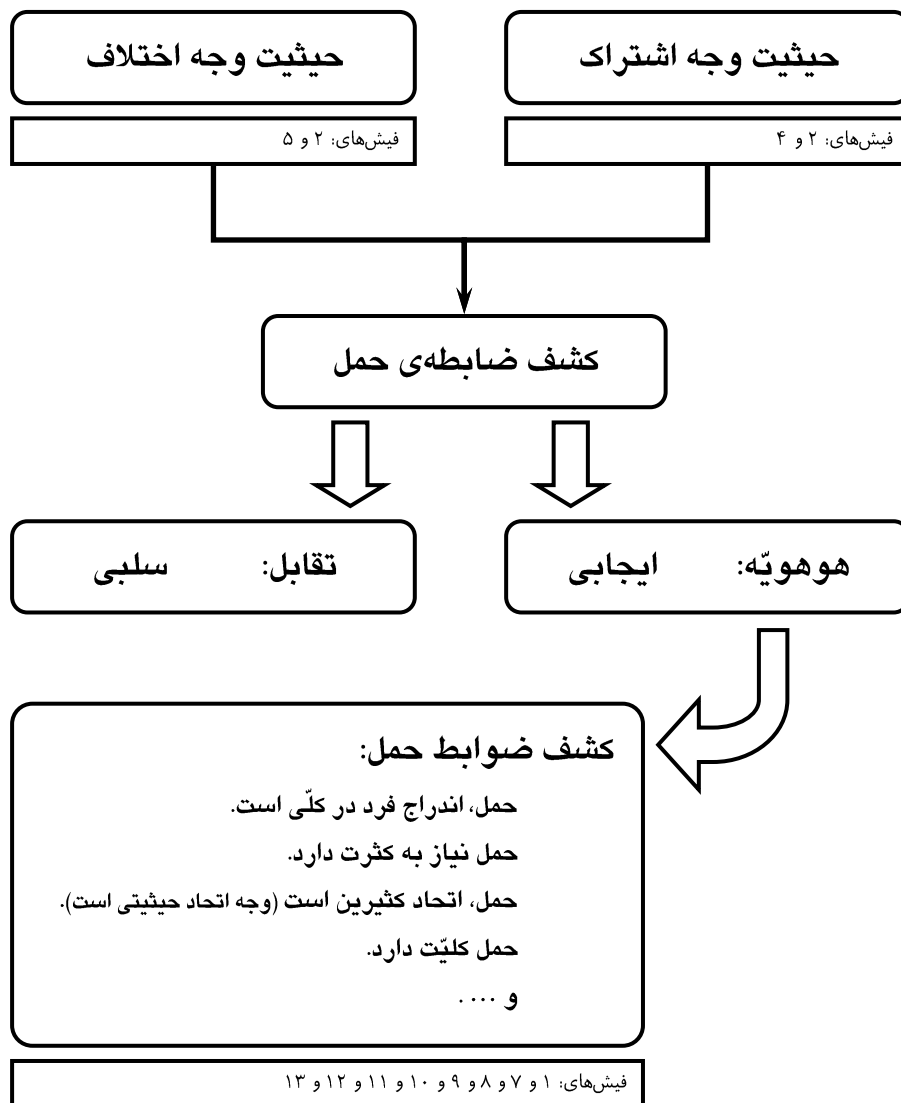 حیثیت وجه اشتراک
فیش‌های: ۲ و ۴
حیثیت وجه اختلاف
فیش‌های: ۲ و ۵
کشف ضابطه‌ی حمل
هوهویّه: ایجابی
تقابل: سلبی
کشف ضوابط حمل:
حمل، اندراج فرد در کلّی است.
حمل نیاز به کثرت دارد.
حمل، اتحاد کثیرین است (وجه اتحاد حیثیتی است).
حمل کلیّت دارد.
و .... .
فیش‌های: ۱ و ۷ و ۸ و ۹ و ۱۰ و ۱۱ و ۱۲ و ۱۳